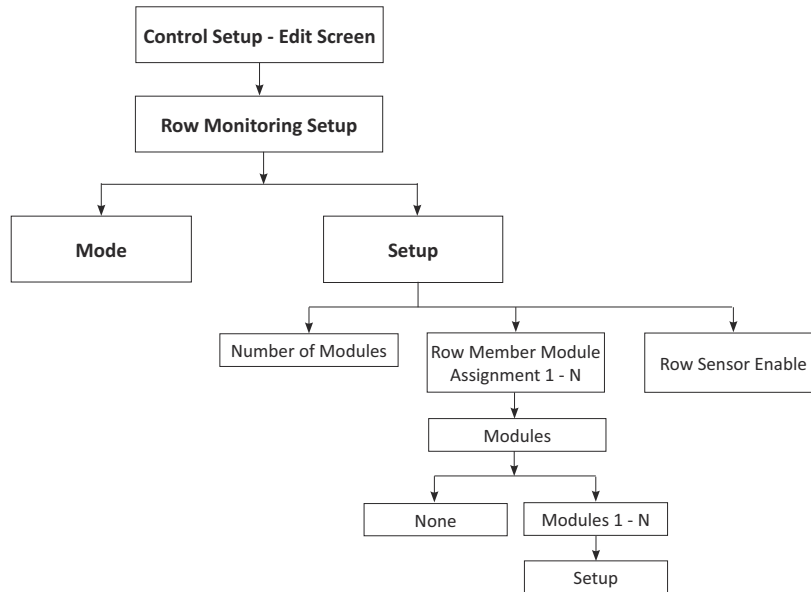 Control Setup - Edit Screen
Row Monitoring Setup
Mode
Setup
Number of Modules
Row Member Module
Assignment 1 - N
Row Sensor Enable
Modules
None
Modules 1 - N
Setup